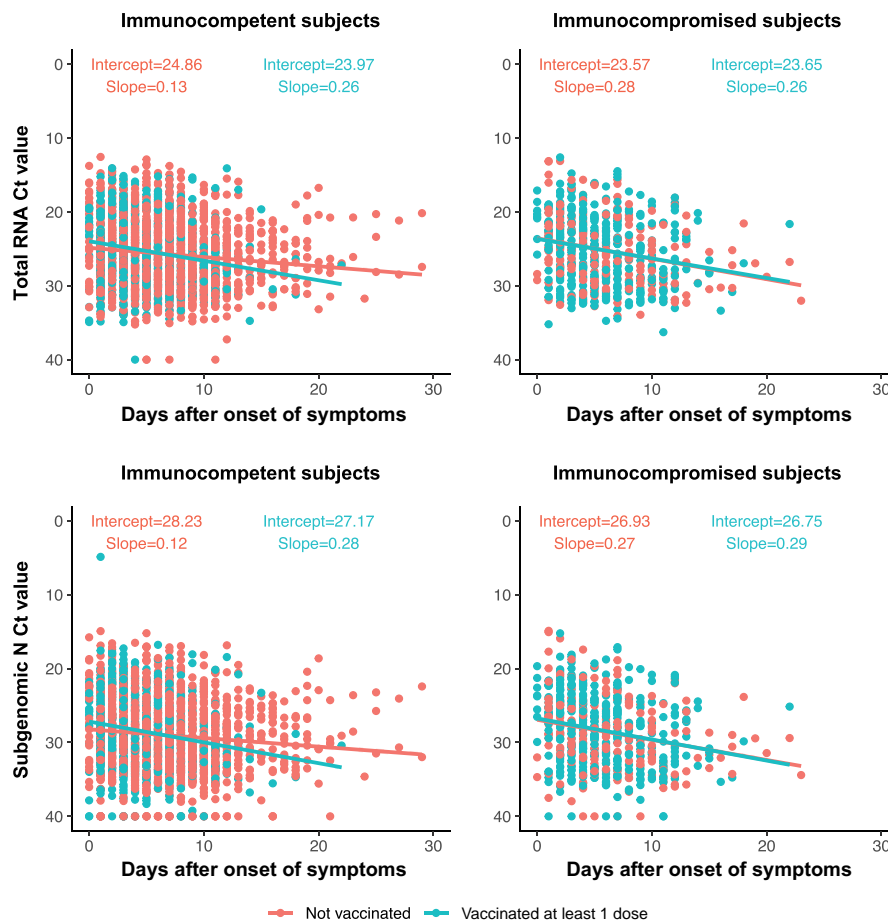 Immunocompetent subjects
Immunocompromised subjects
Intercept=24.86
Slope=0.13
Intercept=23.97
Slope=0.26
Intercept=23.57
Slope=0.28
Intercept=23.65
Slope=0.26
Total RNA Ct value
0
10
20
30
40
0
10
20
30
Days after onset of symptoms
0
10
20
30
40
0
10
20
30
Days after onset of symptoms
Immunocompetent subjects
Immunocompromised subjects
Intercept=28.23
Slope=0.12
Intercept=27.17
Slope=0.28
Intercept=26.93
Slope=0.27
Intercept=26.75
Slope=0.29
Subgenomic N Ct value
0
10
20
30
40
0
10
20
30
Days after onset of symptoms
0
10
20
30
40
0
10
20
30
Days after onset of symptoms
Not vaccinated
Vaccinated at least 1 dose